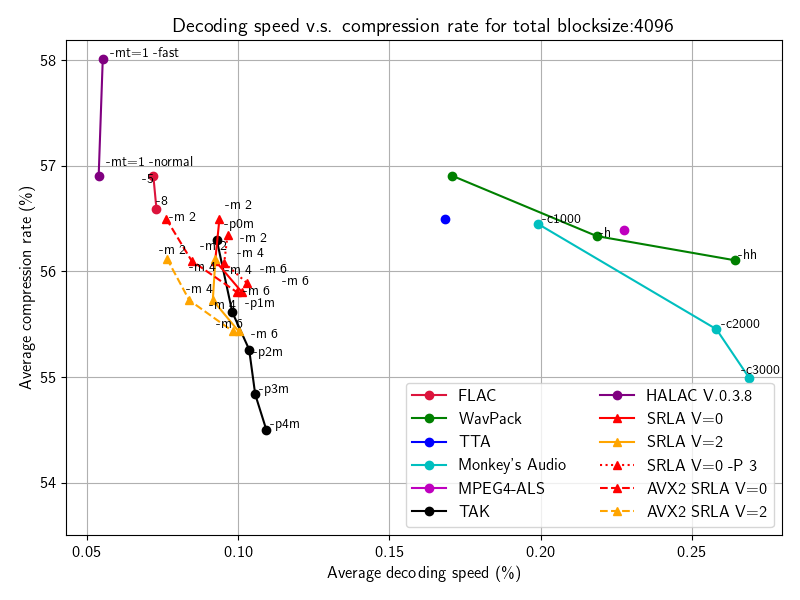 Decoding speed v.s. compression rate for total blocksize:4096
Average compression rate (%)
58
57
56
55
54
-mt=1 -fast
-mt=1 -normal
-5
-8
-m 2
-m 2
-p0m
-m 2
-m 2
-m 2
-m 4
-m 4
-m 4
-m 6
-m 6
-m 4
-m 6
-m 4
-p1m
-m 6
-m 6
-p2m
-p3m
-p4m
-c1000
-h
-hh
-c2000
-c3000
FLAC
WavPack
TTA
Monkey's Audio
MPEG4-ALS
TAK
HALAC V.0.3.8
SRLA V=0
SRLA V=2
SRLA V=0 -P 3
AVX2 SRLA V=0
AVX2 SRLA V=2
0.05
0.10
0.15
0.20
0.25
Average decoding speed (%)